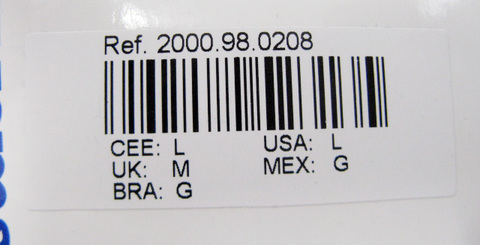 Ref. 2000.98.0208
CEE: L USA: L
UK: M MEX: G
BRA: G